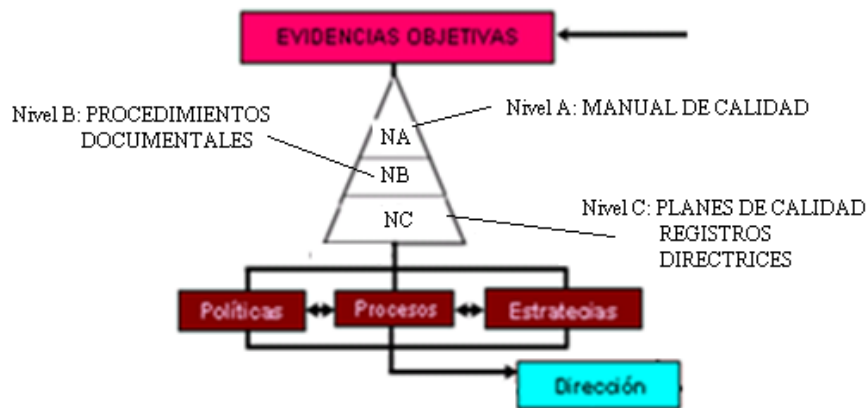 EVIDENCIAS OBJETIVAS
Nivel B: PROCEDIMIENTOS
DOCUMENTALES
Nivel A: MANUAL DE CALIDAD
NA
NB
NC
Nivel C: PLANES DE CALIDAD
REGISTROS
DIRECTRICES
Políticas
Procesos
Estrategias
Dirección